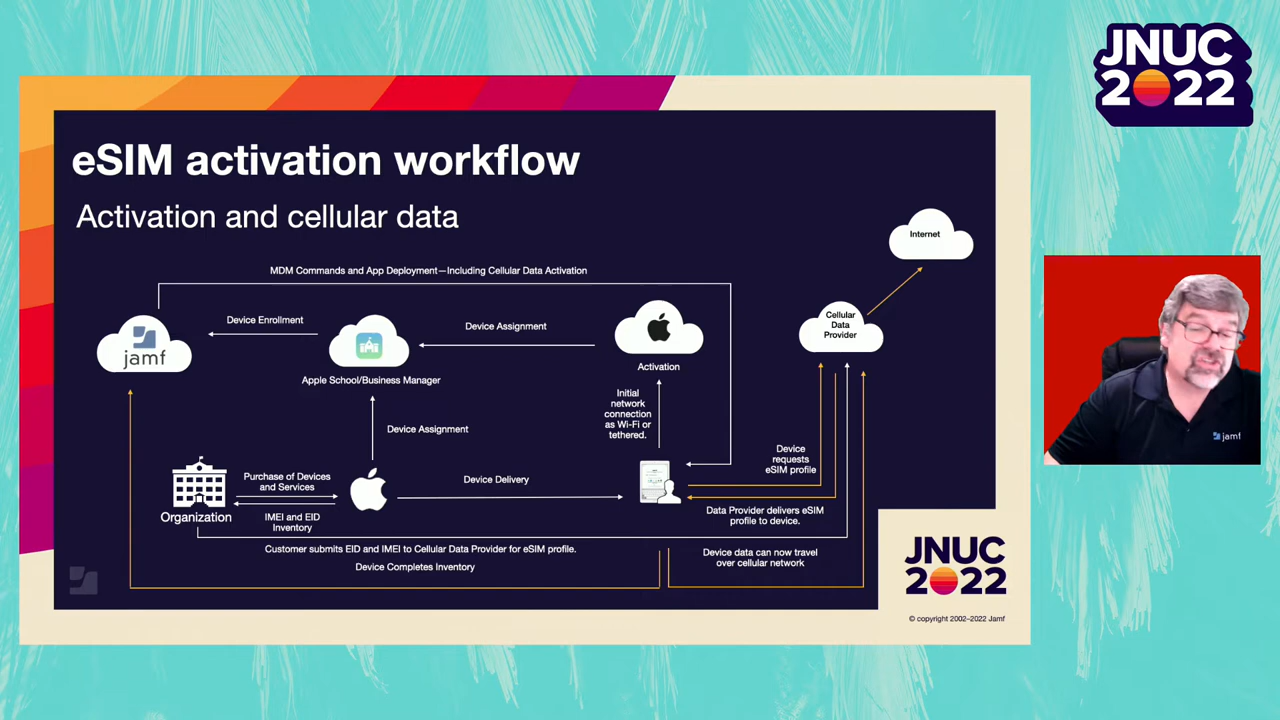 JNUC
2022
eSIM activation workflow
Activation and cellular data
Internet
MDM Commands and App Deployment—Including Cellular Data Activation
Device Enrollment
Device Assignment
Cellular
Data
Provider
jamf
Apple School/Business Manager
Activation
Initial
network
connection
as Wi-Fi or
tethered.
Device Assignment
Device
requests
eSIM profile
jamf
Purchase of Devices
and Services
Device Delivery
Organization
IMEI and EID
Inventory
Data Provider delivers eSIM
profile to device.
Customer submits EID and IMEI to Cellular Data Provider for eSIM profile.
Device Completes Inventory
Device data can now travel
over cellular network
JNUC
2022
© copyright 2002–2022 Jamf